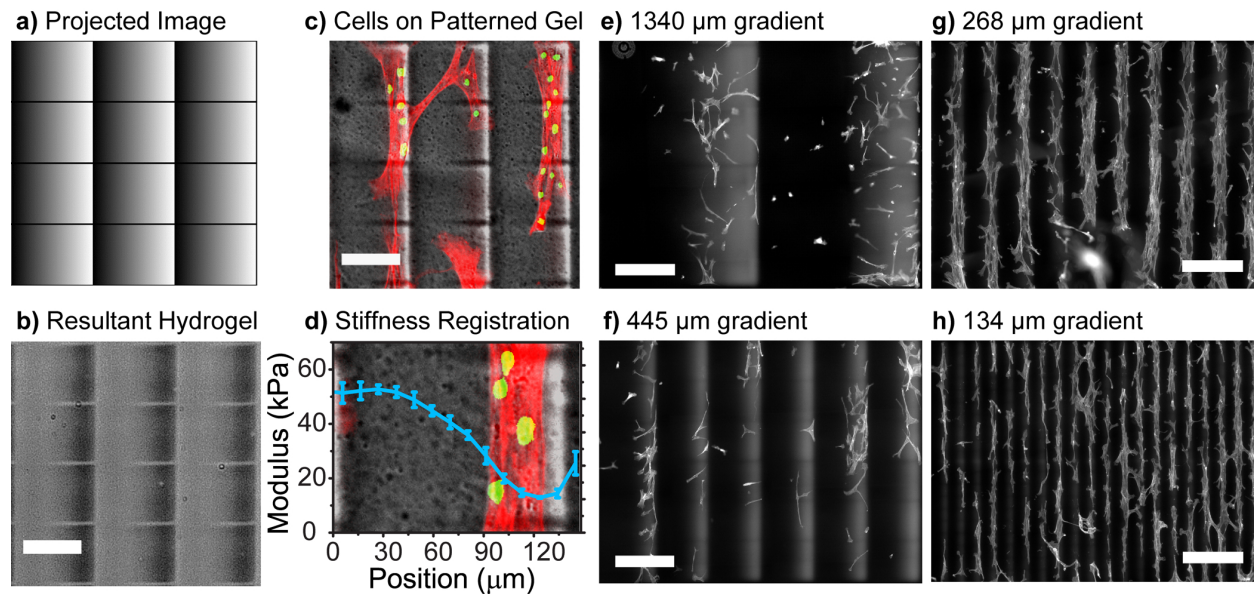 a) Projected Image
c) Cells on Patterned Gel
e) 1340 µm gradient
g) 268 µm gradient
b) Resultant Hydrogel
d) Stiffness Registration
f) 445 µm gradient
h) 134 µm gradient
Modulus (kPa)
60
40
20
0
0 30 60 90 120
Position (µm)